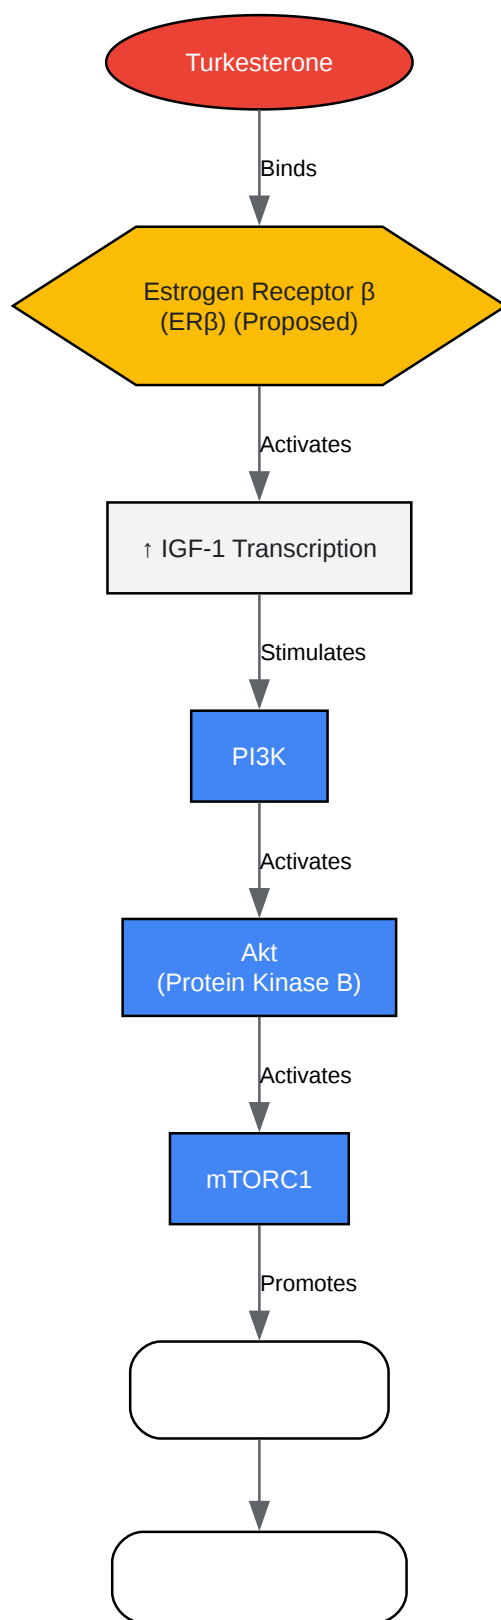 Turkesterone
Binds
Estrogen Receptor β
(ERβ) (Proposed)
Activates
↑ IGF-1 Transcription
Stimulates
PI3K
Activates
Akt
(Protein Kinase B)
Activates
mTORC1
Promotes